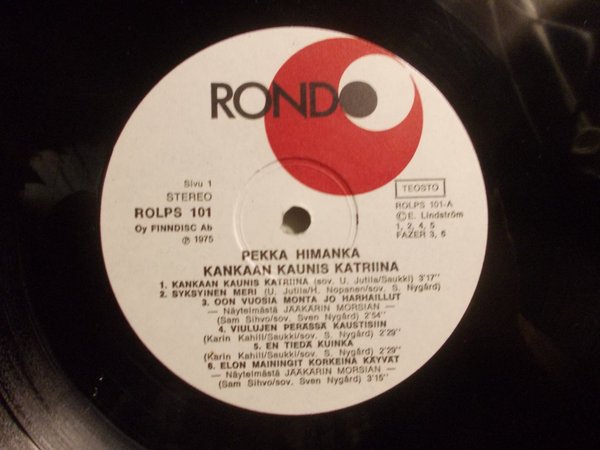 RONDO
Sivu 1
STEREO
ROLPS 101
Oy FINNDISC Ab
℗ 1975
TEOSTO
ROLPS 101-A
©E. Lindström
1, 2, 4, 5
FAZER 3, 6
PEKKA HIMANKA
KANKAAN KAUNIS KATRIINA
1. KANKAAN KAUNIS KATRIINA (sov. U. Jutila/Saukki) 3'17"
2. SYKSYINEN MERI (U. Jutila/H. Nopanen/sov. S. Nygård)
3. OON VUOSIA MONTA JO HARHAILLUT
— Näytelmästä JÄÄKÄRIN MORSIAN —
(Sam Sihvo/sov. Sven Nygård) 2'54"
4. VIULUJEN PERÄSSÄ KAUSTISIIN
(Karin Kahill/Saukki/sov. S. Nygård) 2'29"
5. EN TIEDÄ KUINKA
(Karin Kahill/Saukki/sov. S. Nygård) 2'29"
6. ELON MAININGIT KORKEINA KÄYVÄT
— Näytelmästä JÄÄKÄRIN MORSIAN —
(Sam Sihvo/sov. Sven Nygård) 3'15"